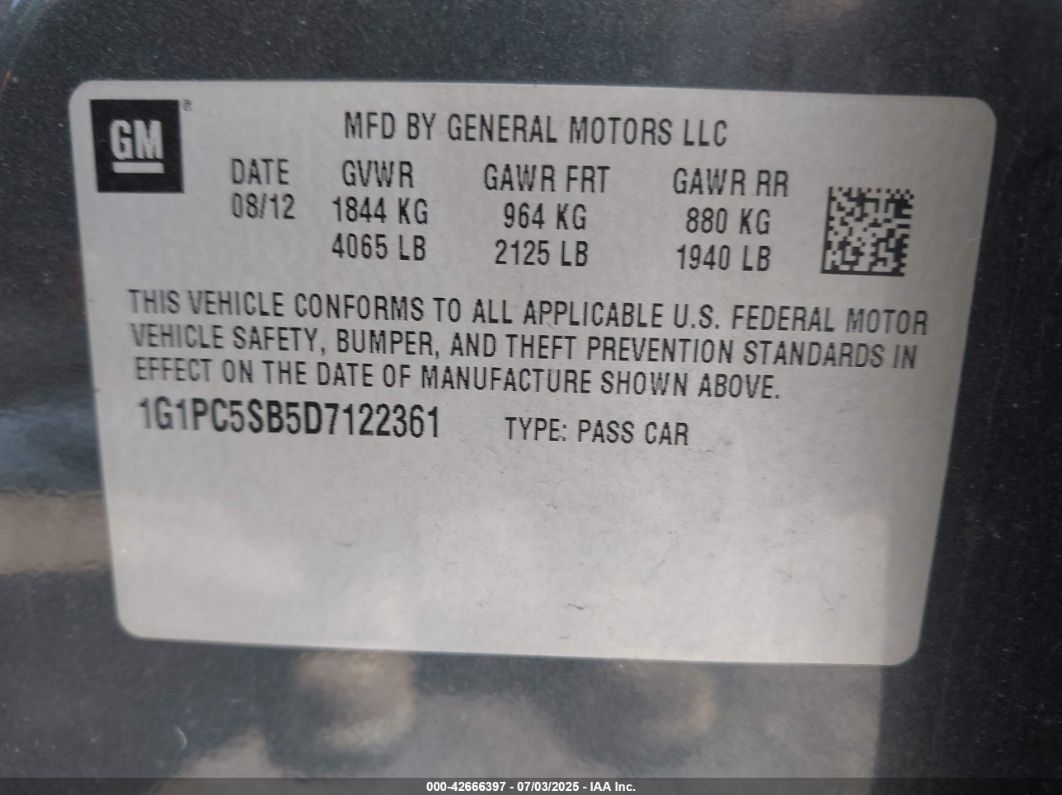 GM ®
MFD BY GENERAL MOTORS LLC
DATE GVWR GAWR FRT GAWR RR
08/12 1844 KG 964 KG 880 KG
4065 LB 2125 LB 1940 LB
THIS VEHICLE CONFORMS TO ALL APPLICABLE U.S. FEDERAL MOTOR
VEHICLE SAFETY, BUMPER, AND THEFT PREVENTION STANDARDS IN
EFFECT ON THE DATE OF MANUFACTURE SHOWN ABOVE.
1G1PC5SB5D7122361 TYPE: PASS CAR
000-42666397 - 07/03/2025 - IAA Inc.